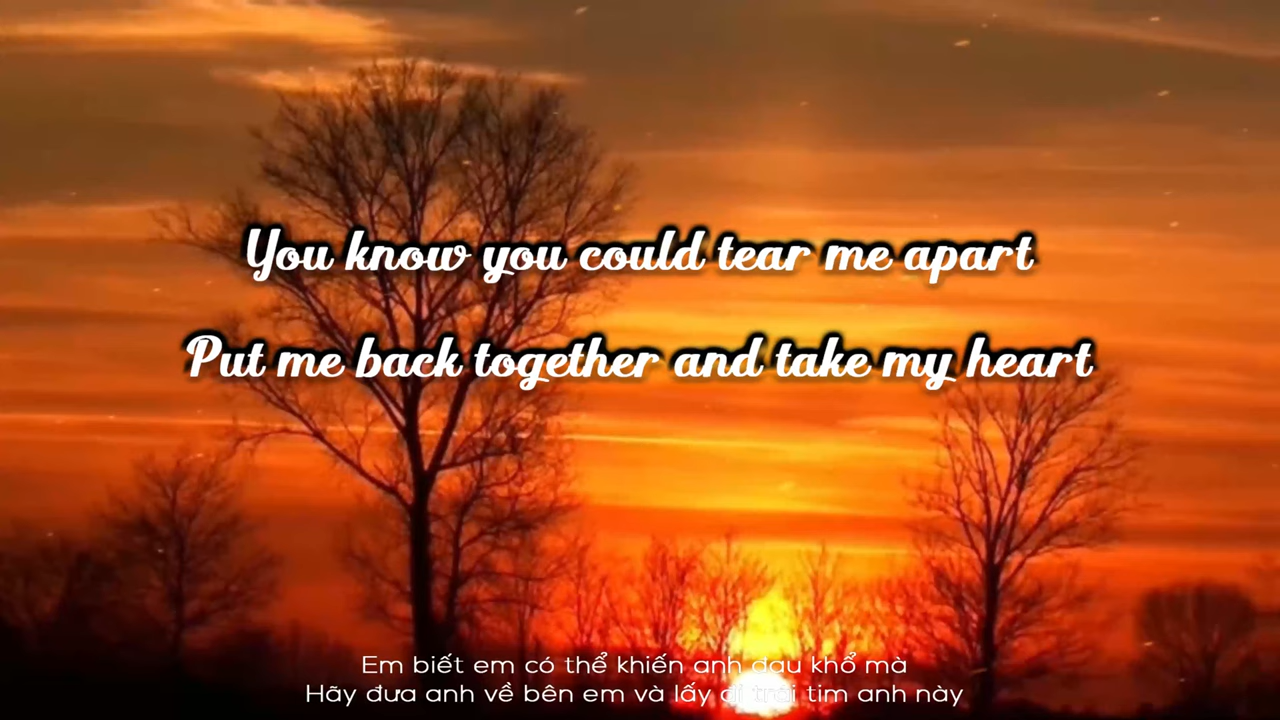 You know you could tear me apart
Put me back together and take my heart
Em biết em có thể khiến anh đau khổ mà
Hãy đưa anh về bên em và lấy đi trái tim anh này